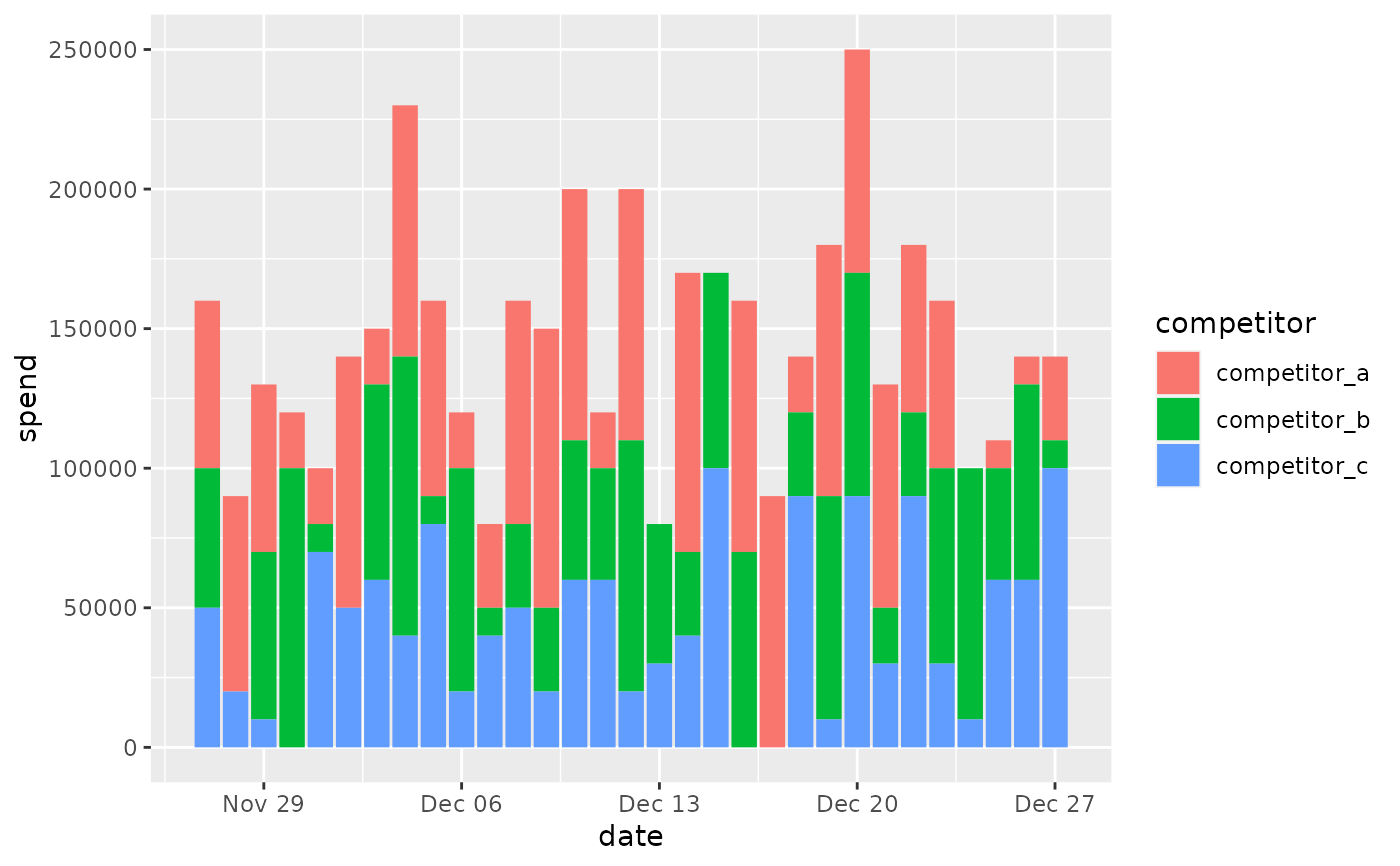 250000
200000
150000
100000
50000
0
spend
Nov 29 Dec 06 Dec 13 Dec 20 Dec 27
date
competitor
competitor_a
competitor_b
competitor_c